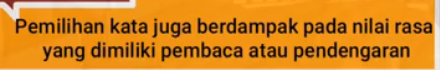 Pemilihan kata juga berdampak pada nilai rasa
yang dimiliki pembaca atau pendengaran